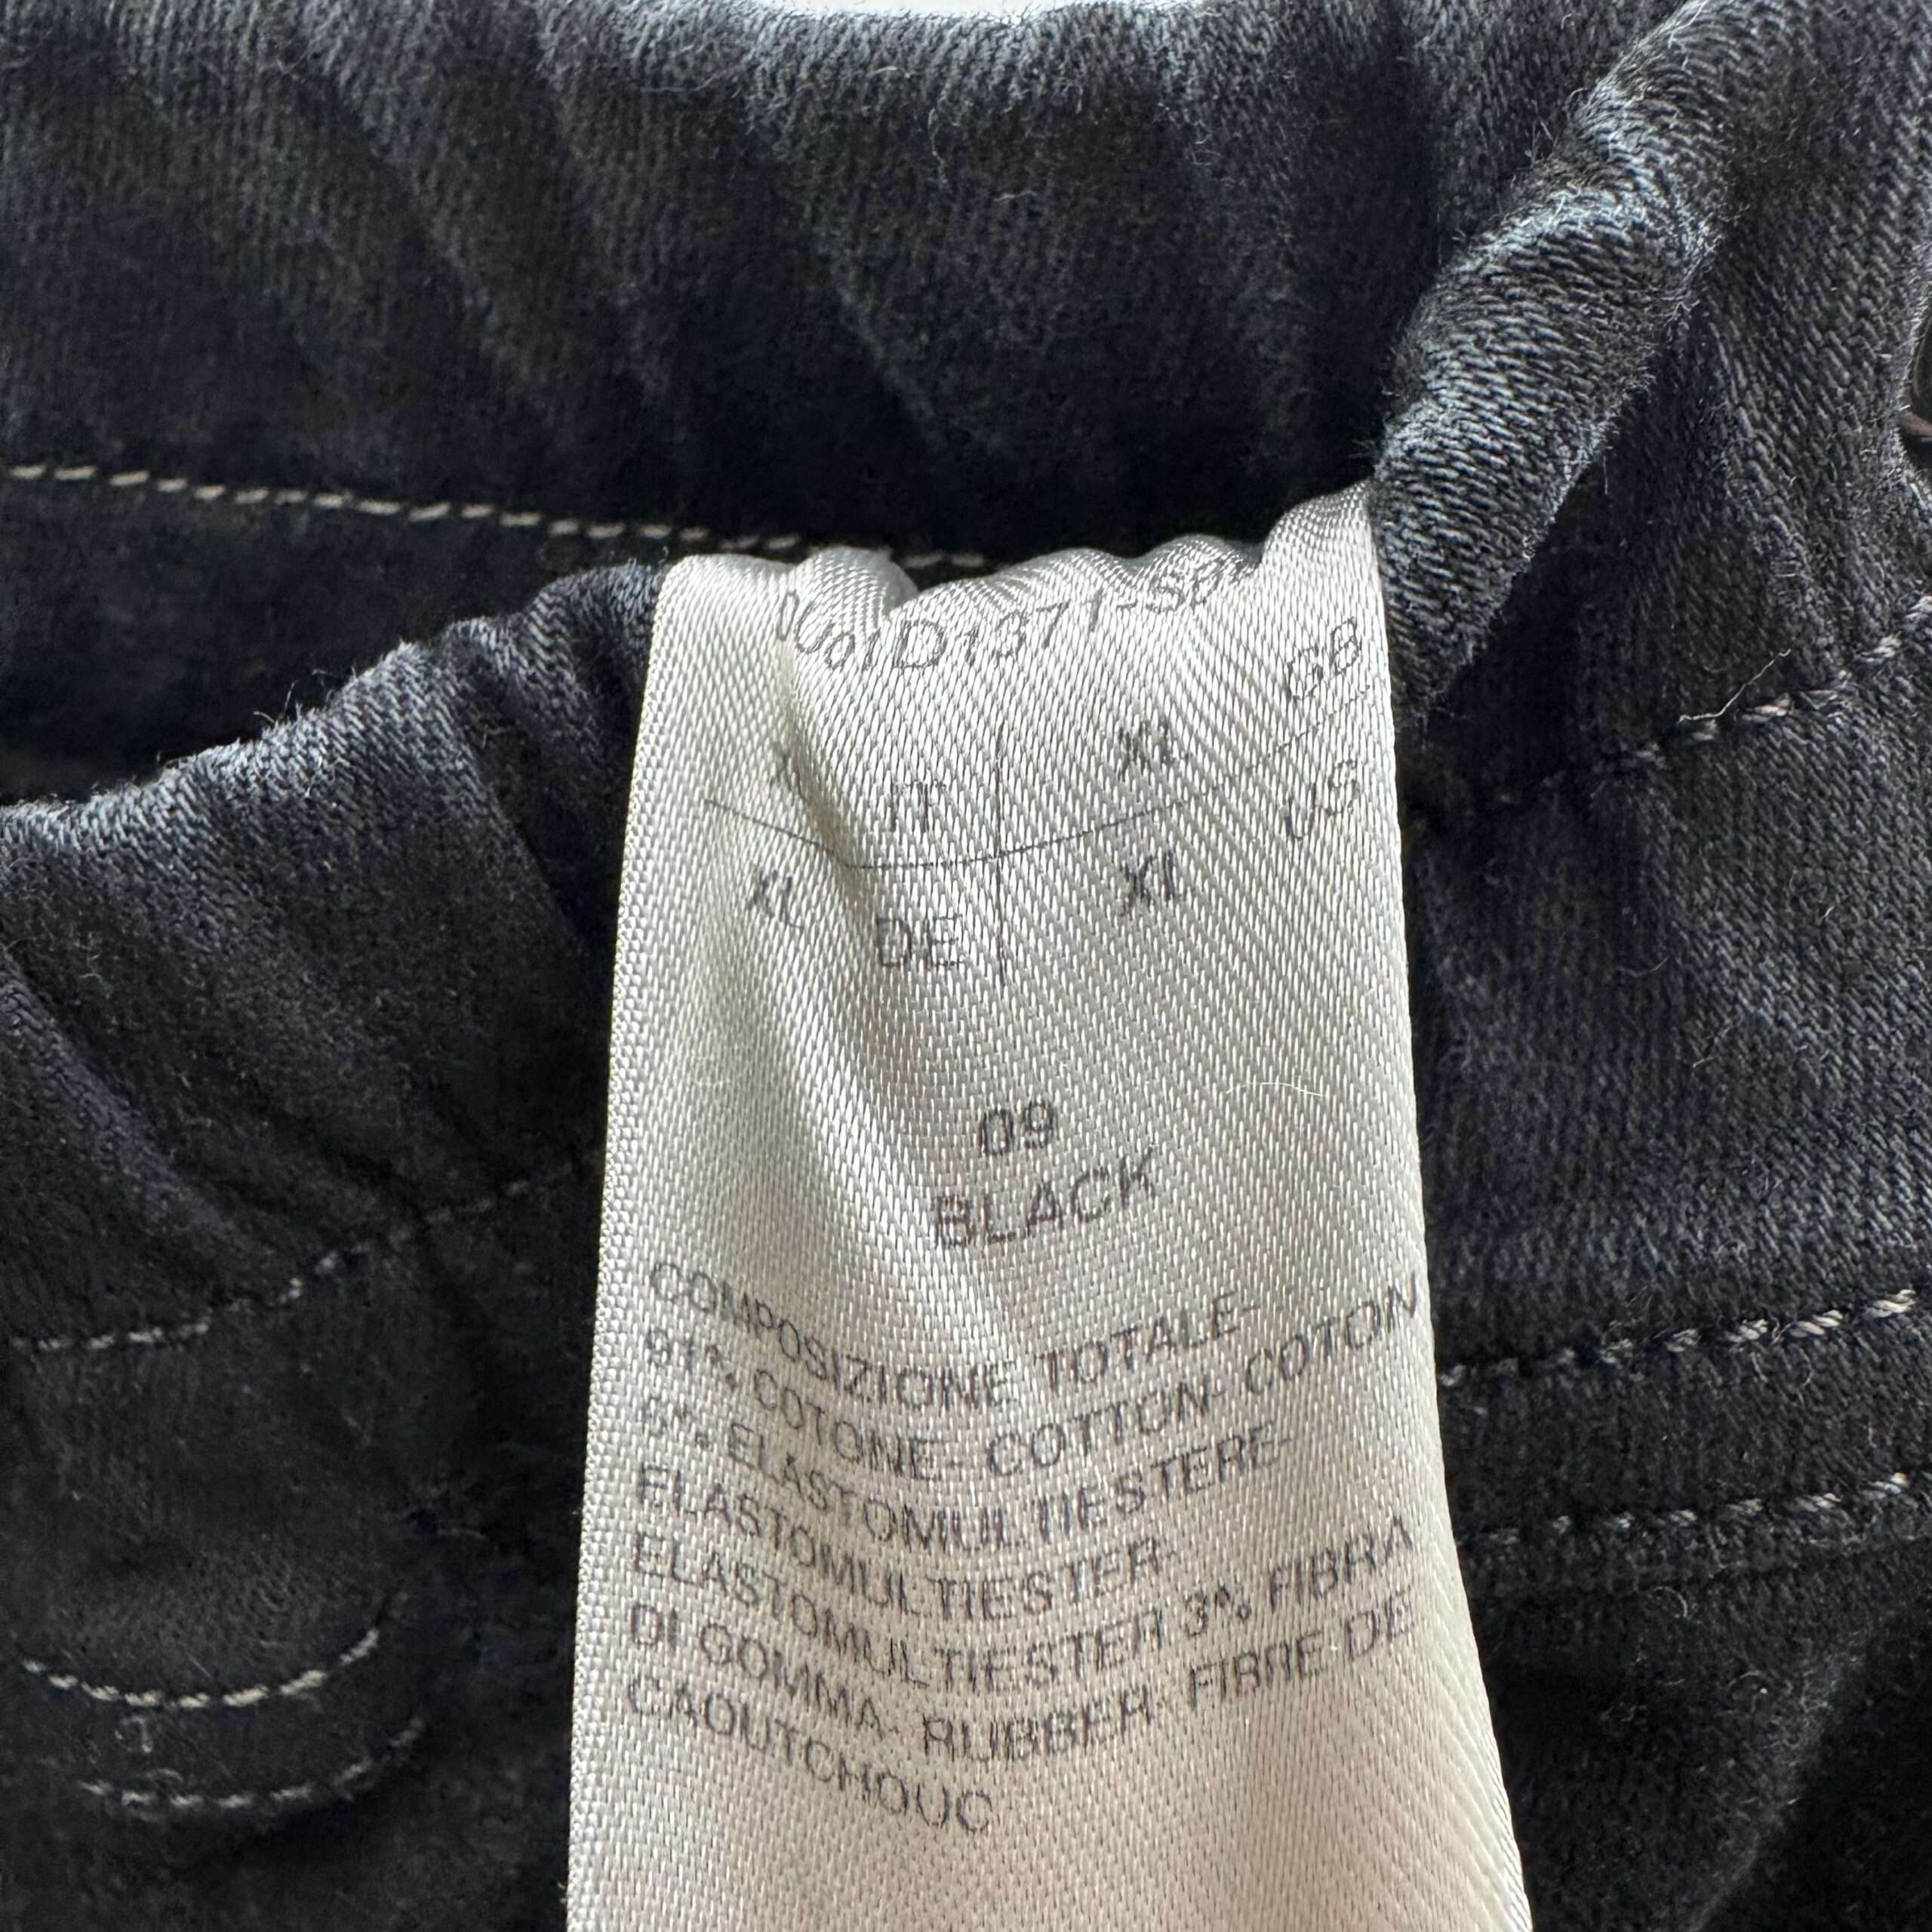 XL IT XL GB
XL DE XL US
09
BLACK
COMPOSIZIONE TOTALE-
91% COTONE- COTTON- COTON
ELASTOMULTIESTERE-
ELASTOMULTIESTER-
ELASTOMULTIESTER 3% FIBRA
DI GOMMA- RUBBER- FIBRE DE
CAOUTCHOUC